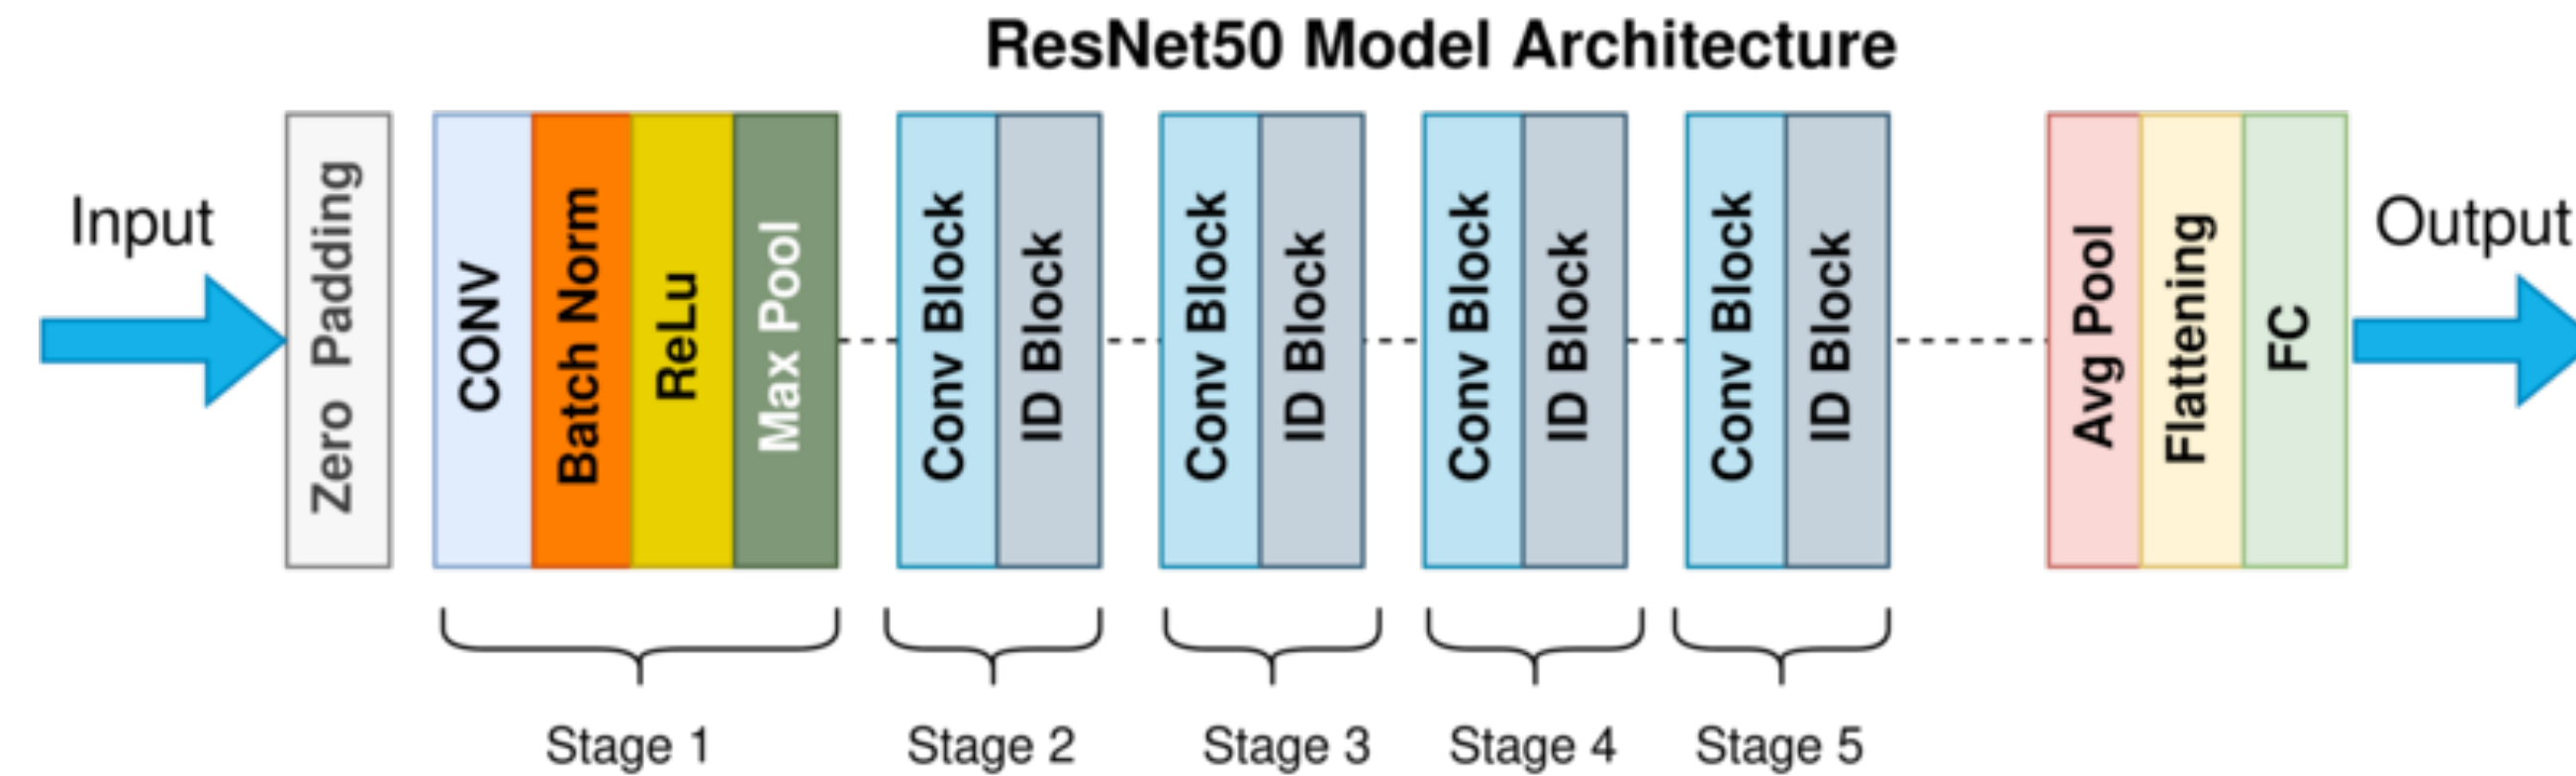 ResNet50 Model Architecture
Input
Zero Padding
CONV
Batch Norm
ReLu
Max Pool
Conv Block
ID Block
Conv Block
ID Block
Conv Block
ID Block
Conv Block
ID Block
Avg Pool
Flattening
FC
Output
Stage 1
Stage 2
Stage 3
Stage 4
Stage 5